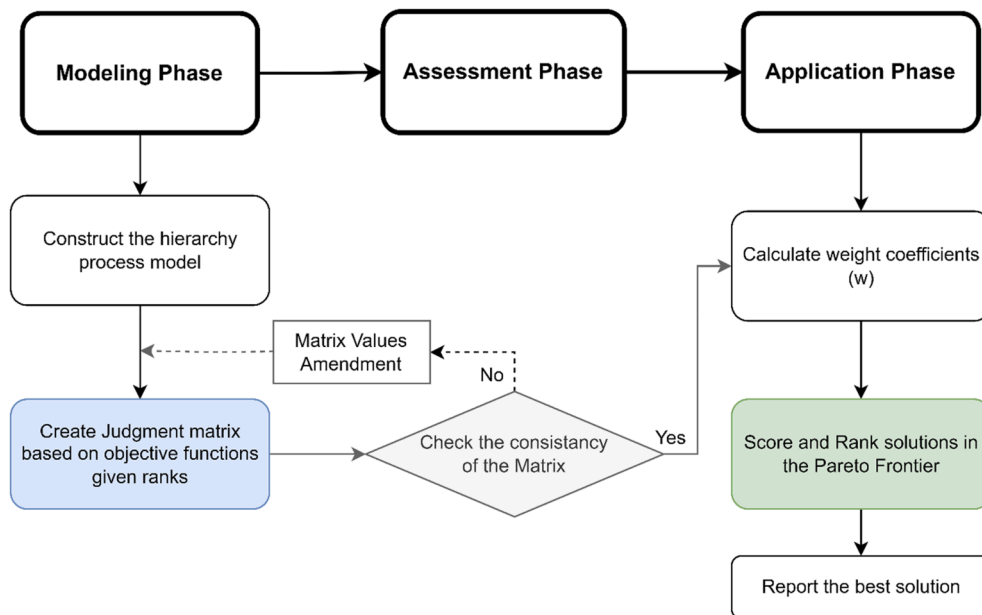 Modeling Phase
Assessment Phase
Application Phase
Construct the hierarchy
process model
Calculate weight coefficients
(w)
Matrix Values
Amendment
No
Create Judgment matrix
based on objective functions
given ranks
Check the consistancy
of the Matrix
Yes
Score and Rank solutions in
the Pareto Frontier
Report the best solution